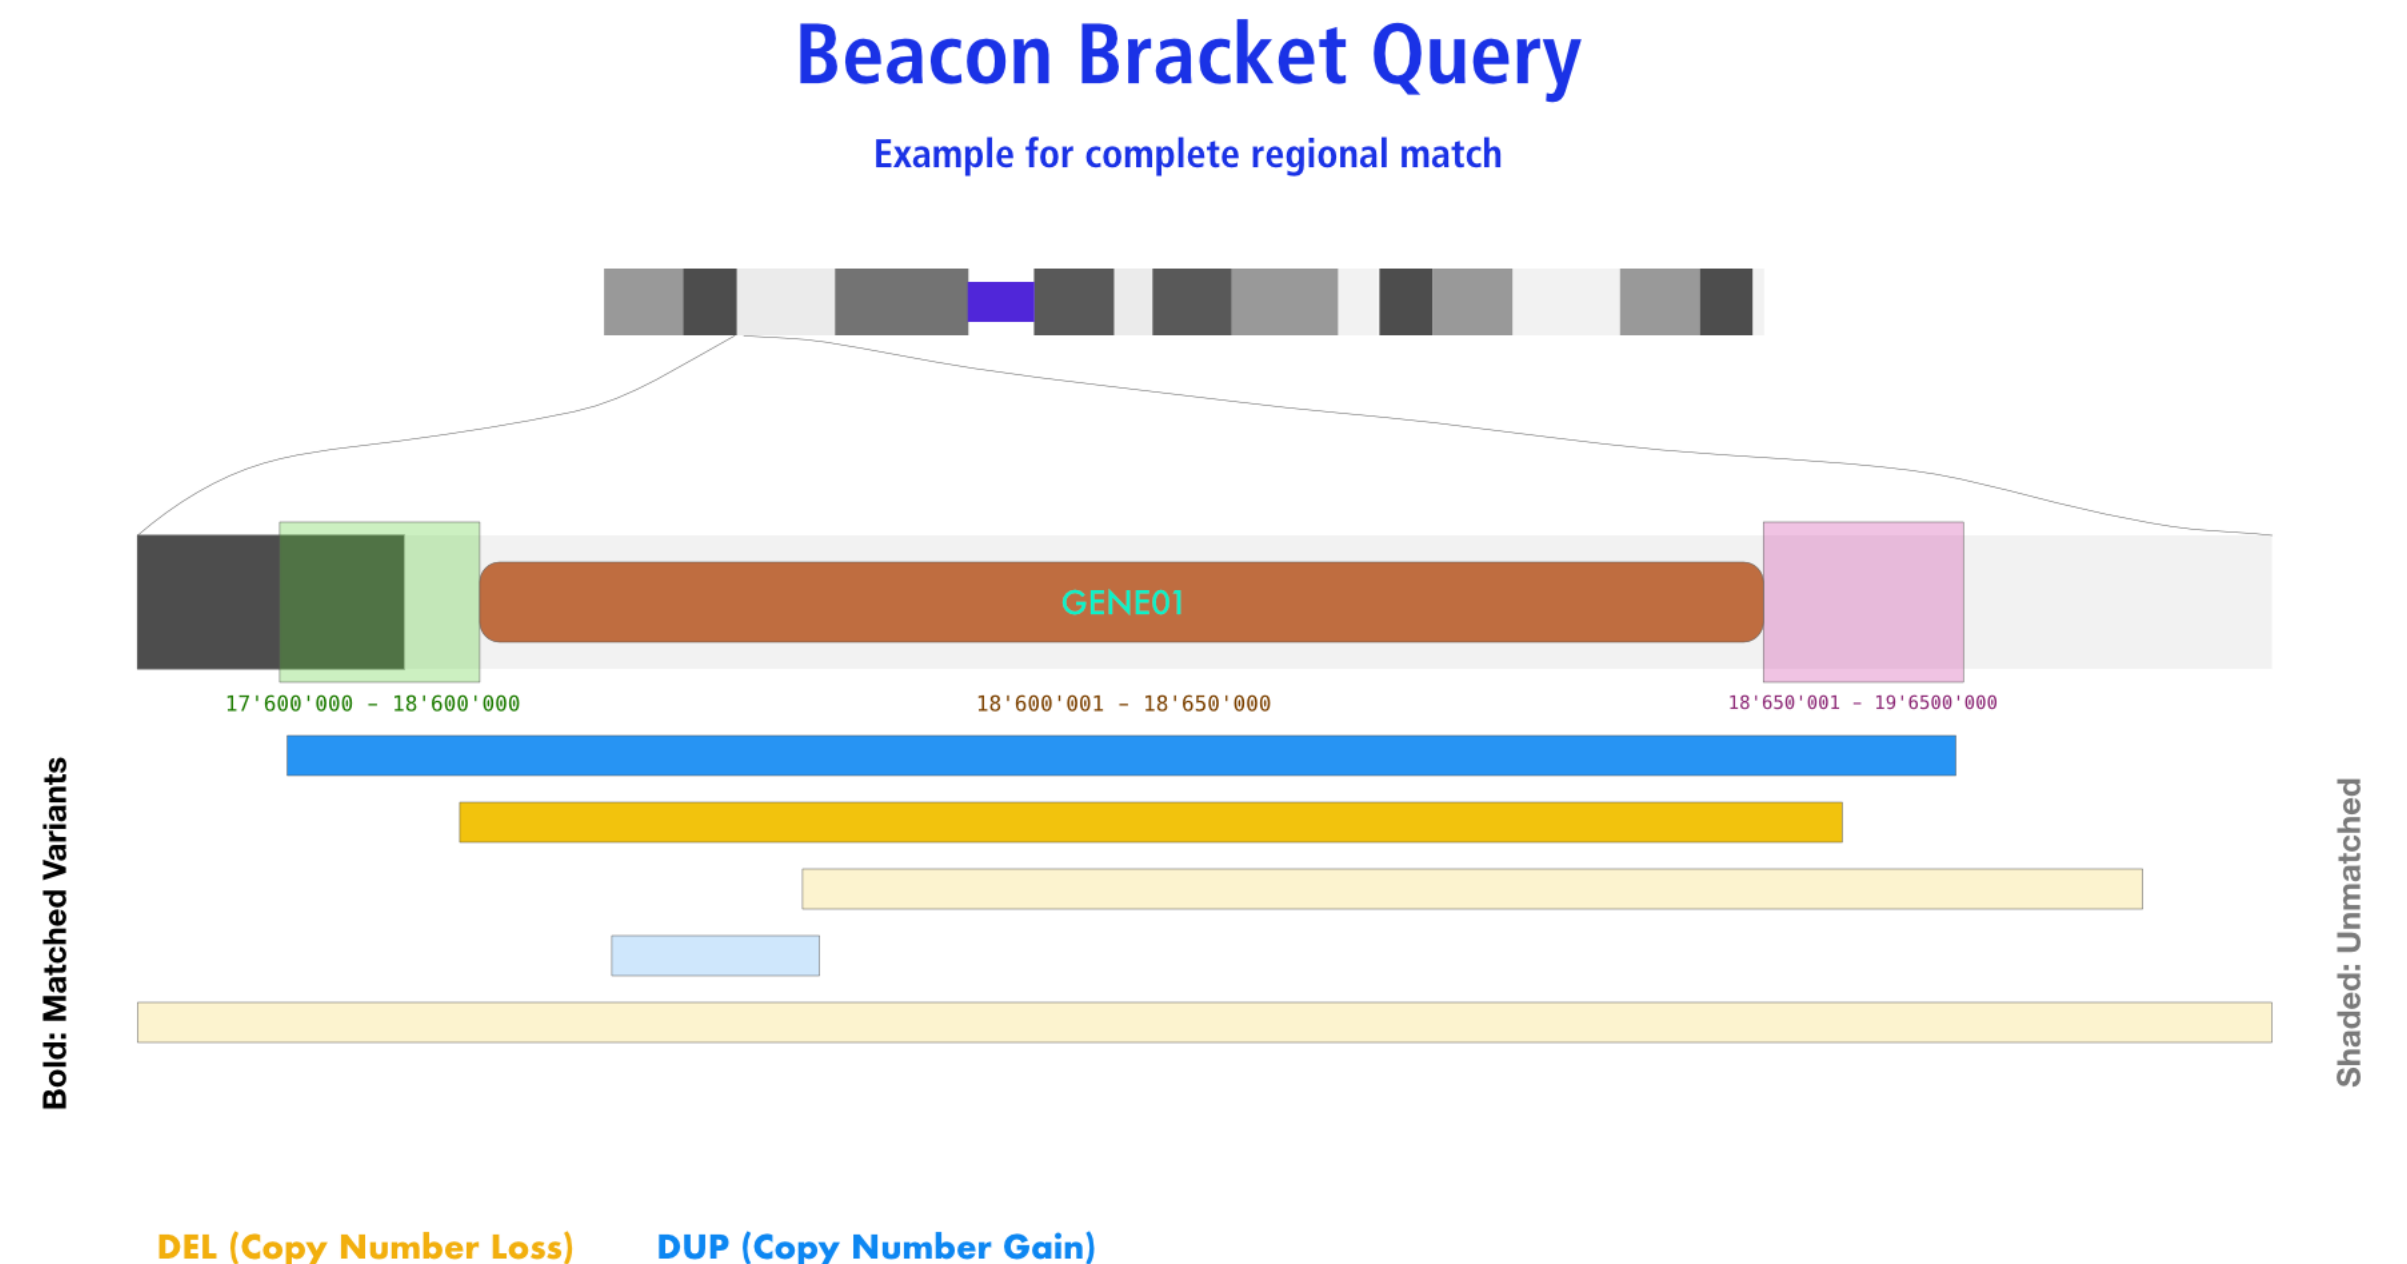 Beacon Bracket Query
Example for complete regional match
GENE01
17'600'000 - 18'600'000
18'600'001 - 18'650'000
18'650'001 - 19'6500'000
Bold: Matched Variants
Shaded: Unmatched
DEL (Copy Number Loss)
DUP (Copy Number Gain)